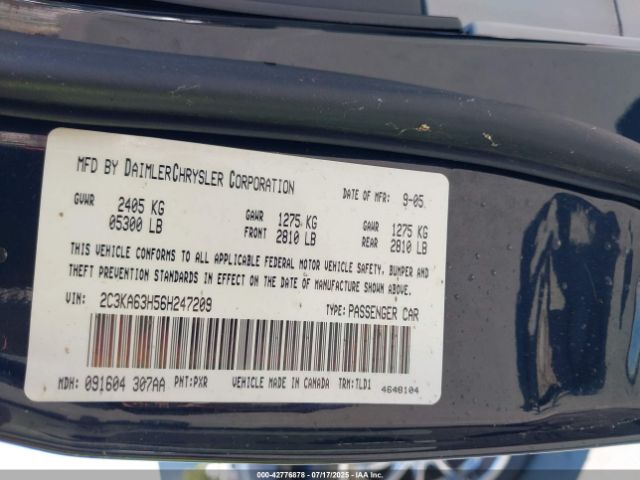 MFD BY DAIMLERCHRYSLER CORPORATION DATE OF MFR: 9-05
GVWR 2405 KG GAWR 1275 KG GAWR 1275 KG
05300 LB FRONT 2810 LB REAR 2810 LB
THIS VEHICLE CONFORMS TO ALL APPLICABLE FEDERAL MOTOR VEHICLE SAFETY, BUMPER AND
THEFT PREVENTION STANDARDS IN EFFECT ON THE DATE OF MANUFACTURE SHOWN ABOVE.
VIN: 2C3KA63H56H247209 TYPE: PASSENGER CAR
MDH: 091604 307AA PNT: PXR VEHICLE MADE IN CANADA TRM: TLD1 4648104
© IAAI - 42776878 - 07/17/2025 - IAAI.COM